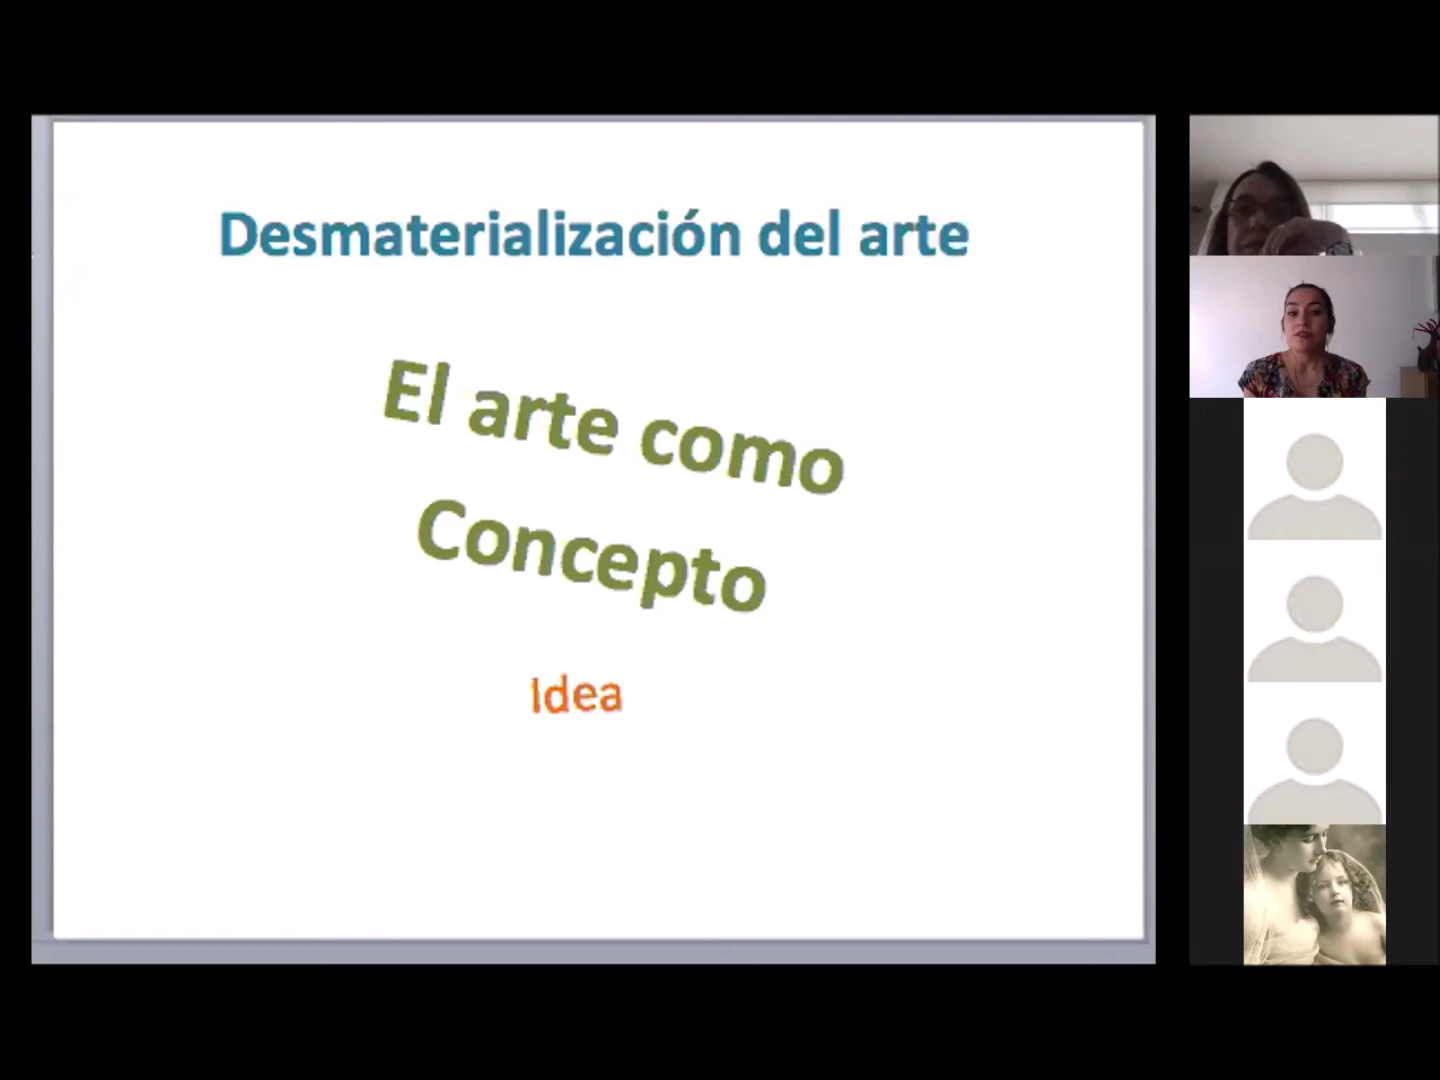 Desmaterialización del arte
El arte como
Concepto
Idea